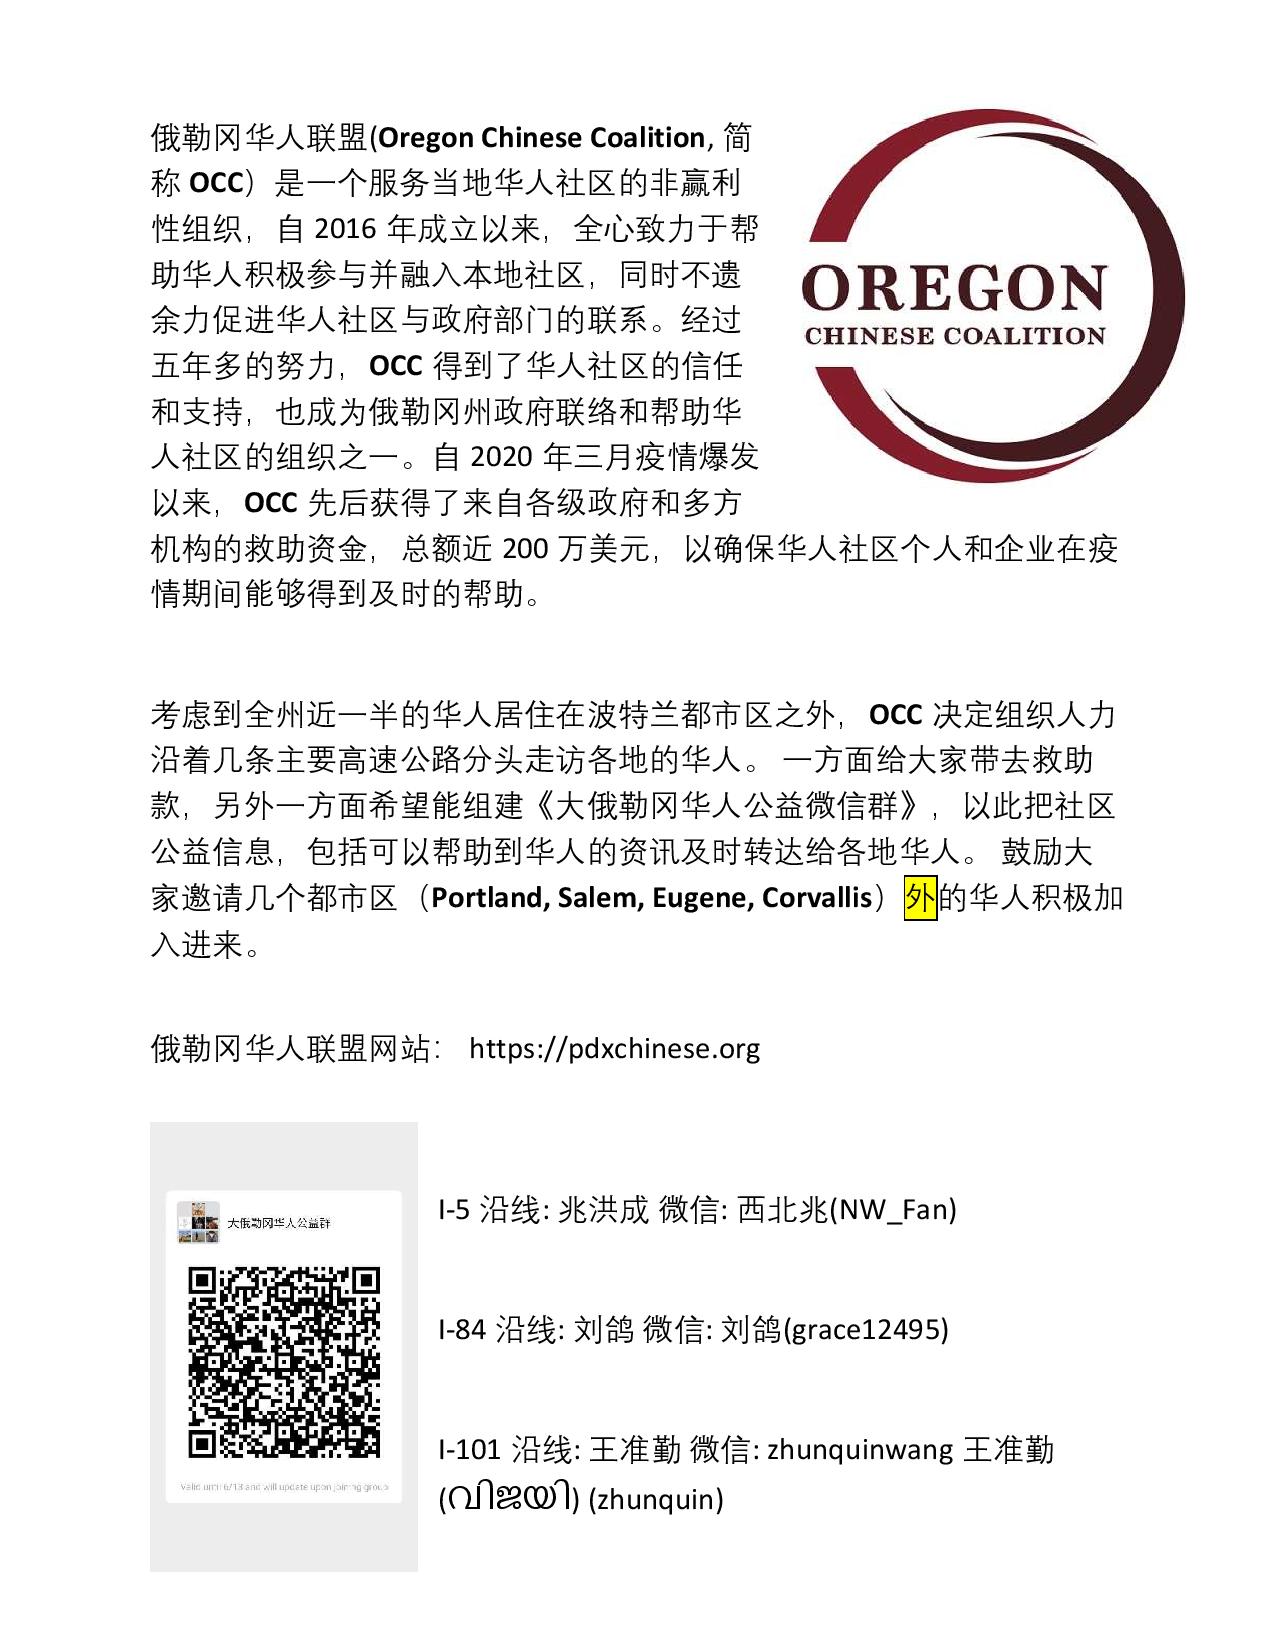 俄勒冈华人联盟(Oregon Chinese Coalition, 简
称 OCC）是一个服务当地华人社区的非赢利
性组织，自 2016 年成立以来，全心致力于帮
助华人积极参与并融入本地社区，同时不遗
余力促进华人社区与政府部门的联系。经过
五年多的努力，OCC 得到了华人社区的信任
和支持，也成为俄勒冈州政府联络和帮助华
人社区的组织之一。自 2020 年三月疫情爆发
以来，OCC 先后获得了来自各级政府和多方
机构的救助资金，总额近 200 万美元，以确保华人社区个人和企业在疫
情期间能够得到及时的帮助。
OREGON
CHINESE COALITION
考虑到全州近一半的华人居住在波特兰都市区之外，OCC 决定组织人力
沿着几条主要高速公路分头走访各地的华人。 一方面给大家带去救助
款，另外一方面希望能组建《大俄勒冈华人公益微信群》，以此把社区
公益信息，包括可以帮助到华人的资讯及时转达给各地华人。 鼓励大
家邀请几个都市区（Portland, Salem, Eugene, Corvallis）外的华人积极加
入进来。
俄勒冈华人联盟网站： https://pdxchinese.org
大俄勒冈华人公益群
Valid until 6/13 and will update upon joining group
I-5 沿线: 兆洪成 微信: 西北兆(NW_Fan)
I-84 沿线: 刘鸽 微信: 刘鸽(grace12495)
I-101 沿线: 王准勤 微信: zhunquinwang 王准勤
(വിജയി) (zhunquin)